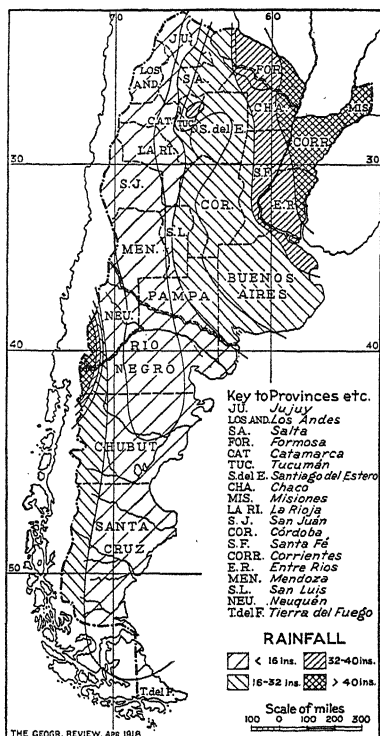 70
60
JU.
LOS
AND.
S.A.
FOR.
CHA.
MIS.
CAT.
TUC.
S.del E.
CORR.
LA RI.
S.F.
30
30
S.J.
COR.
E.R.
S.L.
MEN.
BUENOS
AIRES
PAMPA
NEU.
RIO
NEGRO
40
40
CHUBUT
SANTA
CRUZ
50
T.del F.
Key to Provinces etc.
JU. Jujuy
LOS AND. Los Andes
S.A. Salta
FOR. Formosa
CAT Catamarca
TUC. Tucumán
S.del E. Santiago del Estero
CHA. Chaco
MIS. Misiones
LA RI. La Rioja
S. J. San Juán
COR. Córdoba
S. F. Santa Fé
CORR. Corrientes
E.R. Entre Rios
MEN. Mendoza
S.L. San Luis
NEU. Neuquén
T.del F. Tierra del Fuego
RAINFALL
< 16 ins. 32-40 ins.
16-32 ins. > 40 ins.
Scale of miles
100 0 100 200 300
THE GEOGR. REVIEW, APR. 1918